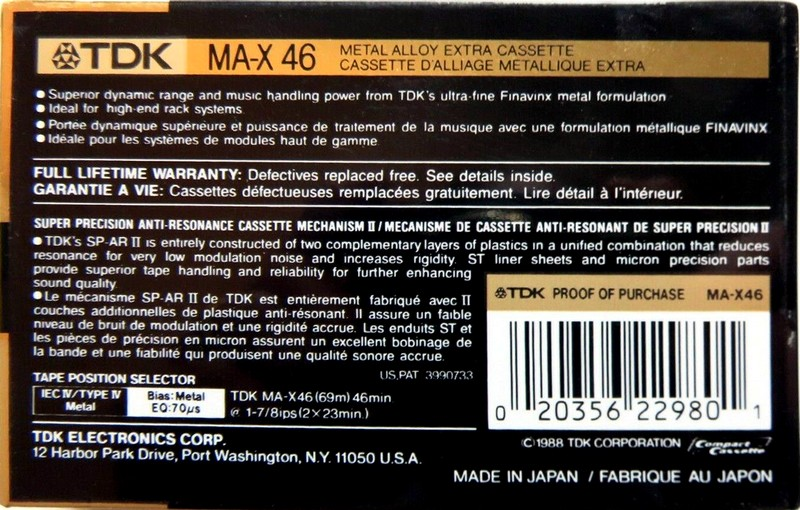 TDK MA-X 46 METAL ALLOY EXTRA CASSETTE
CASSETTE D'ALLIAGE METALLIQUE EXTRA
● Superior dynamic range and music handling power from TDK's ultra-fine Finavinx metal formulation
● Ideal for high-end rack systems
● Portée dynamique supérieure et puissance de traitement de la musique avec une formulation métallique FINAVINX
● Idéale pour les systèmes de modules haut de gamme
FULL LIFETIME WARRANTY: Defectives replaced free. See details inside.
GARANTIE A VIE: Cassettes défectueuses remplacées gratuitement. Lire détail à l'intérieur.
SUPER PRECISION ANTI-RESONANCE CASSETTE MECHANISM II / MECANISME DE CASSETTE ANTI-RESONANT DE SUPER PRECISION II
● TDK's SP-AR II is entirely constructed of two complementary layers of plastics in a unified combination that reduces
resonance for very low modulation noise and increases rigidity. ST liner sheets and micron precision parts
provide superior tape handling and reliability for further enhancing
sound quality.
● Le mécanisme SP-AR II de TDK est entièrement fabriqué avec II
couches additionnelles de plastique anti-résonant. Il assure un faible
niveau de bruit de modulation et une rigidité accrue. Les enduits ST et
les pièces de précision en micron assurent un excellent bobinage de
la bande et une fiabilité qui produisent une qualité sonore accrue.
US.PAT 3990733
TAPE POSITION SELECTOR
IEC IV/TYPE IV
Metal
Bias: Metal
EQ: 70µs
TDK MA-X46 (69m) 46min.
@ 1-7/8ips (2×23min.)
TDK PROOF OF PURCHASE MA-X46
0 20356 22980 1
TDK ELECTRONICS CORP.
12 Harbor Park Drive, Port Washington, N.Y. 11050 U.S.A.
©1988 TDK CORPORATION Compact Cassette
MADE IN JAPAN / FABRIQUE AU JAPON